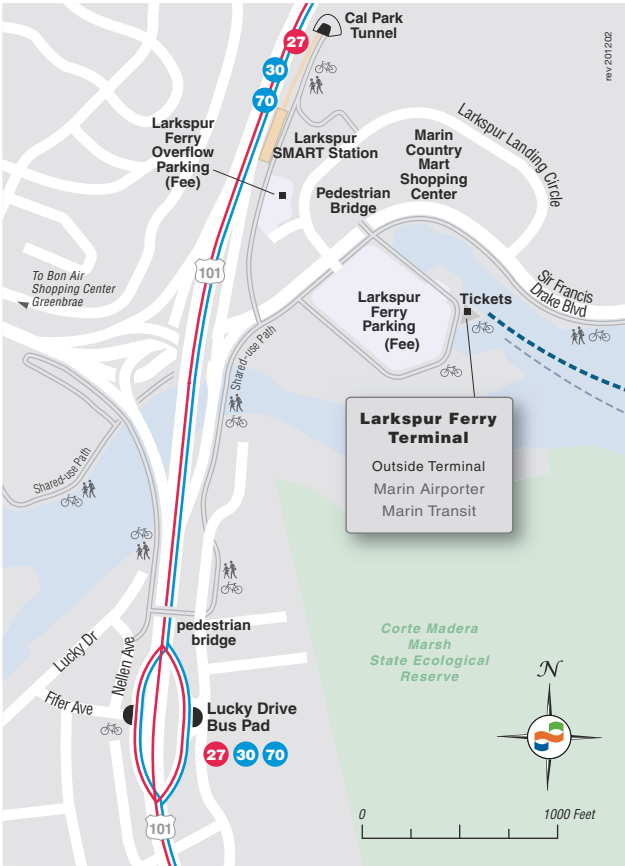 Cal Park
Tunnel
rev 201202
27
30
70
Larkspur
Ferry
Overflow
Parking
(Fee)
Larkspur
SMART Station
Marin
Country
Mart
Shopping
Center
Larkspur Landing Circle
Pedestrian
Bridge
101
To Bon Air
Shopping Center
Greenbrae
Sir Francis
Drake Blvd
Larkspur
Ferry
Parking
(Fee)
Tickets
Shared-use Path
Larkspur Ferry
Terminal
Outside Terminal
Marin Airporter
Marin Transit
Shared-use Path
pedestrian
bridge
Corte Madera
Marsh
State Ecological
Reserve
Lucky Dr
Nellen Ave
Fifer Ave
Lucky Drive
Bus Pad
27 30 70
N
101
0 1000 Feet